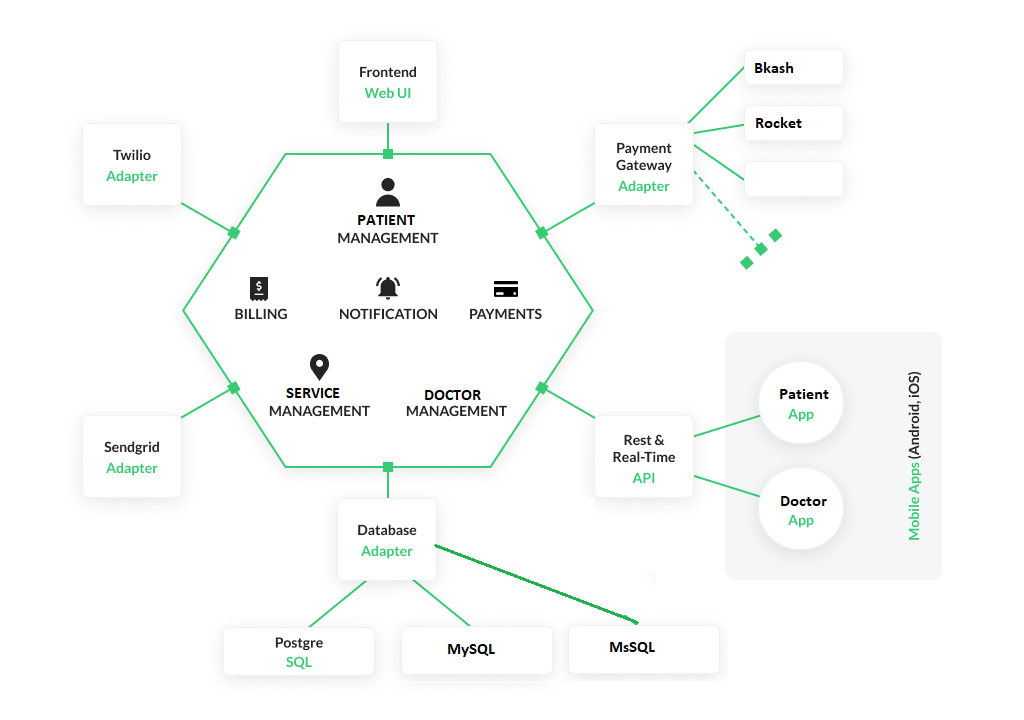 Frontend
Web UI
Bkash
Rocket
Twilio
Adapter
Payment
Gateway
Adapter
PATIENT
MANAGEMENT
BILLING
NOTIFICATION
PAYMENTS
SERVICE
MANAGEMENT
DOCTOR
MANAGEMENT
Sendgrid
Adapter
Rest &
Real-Time
API
Patient
App
Doctor
App
Mobile Apps (Android, iOS)
Database
Adapter
Postgre
SQL
MySQL
MsSQL